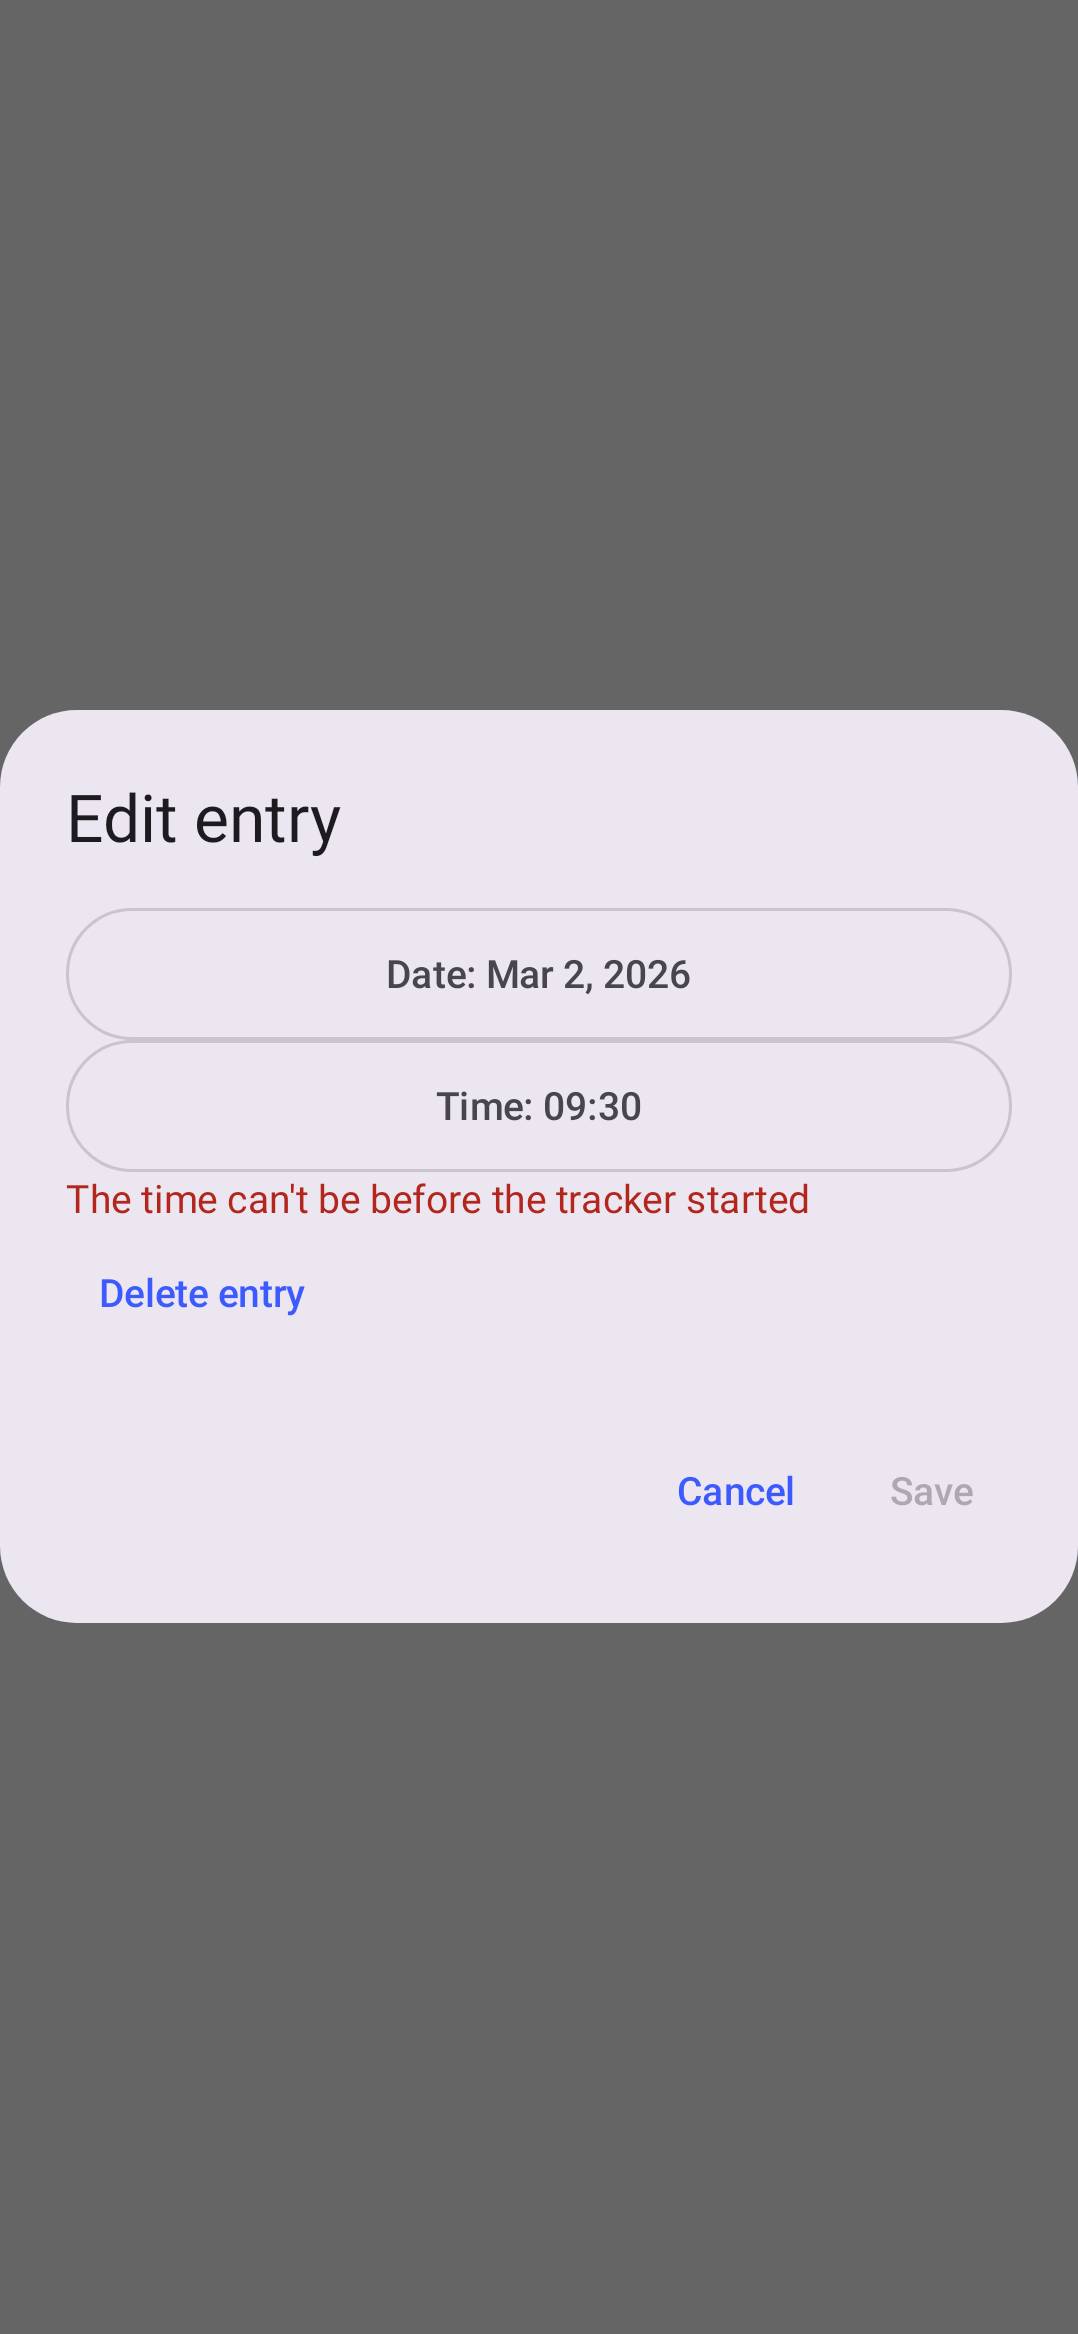 Edit entry
Date: Mar 2, 2026
Time: 09:30
The time can't be before the tracker started
Delete entry
Cancel
Save